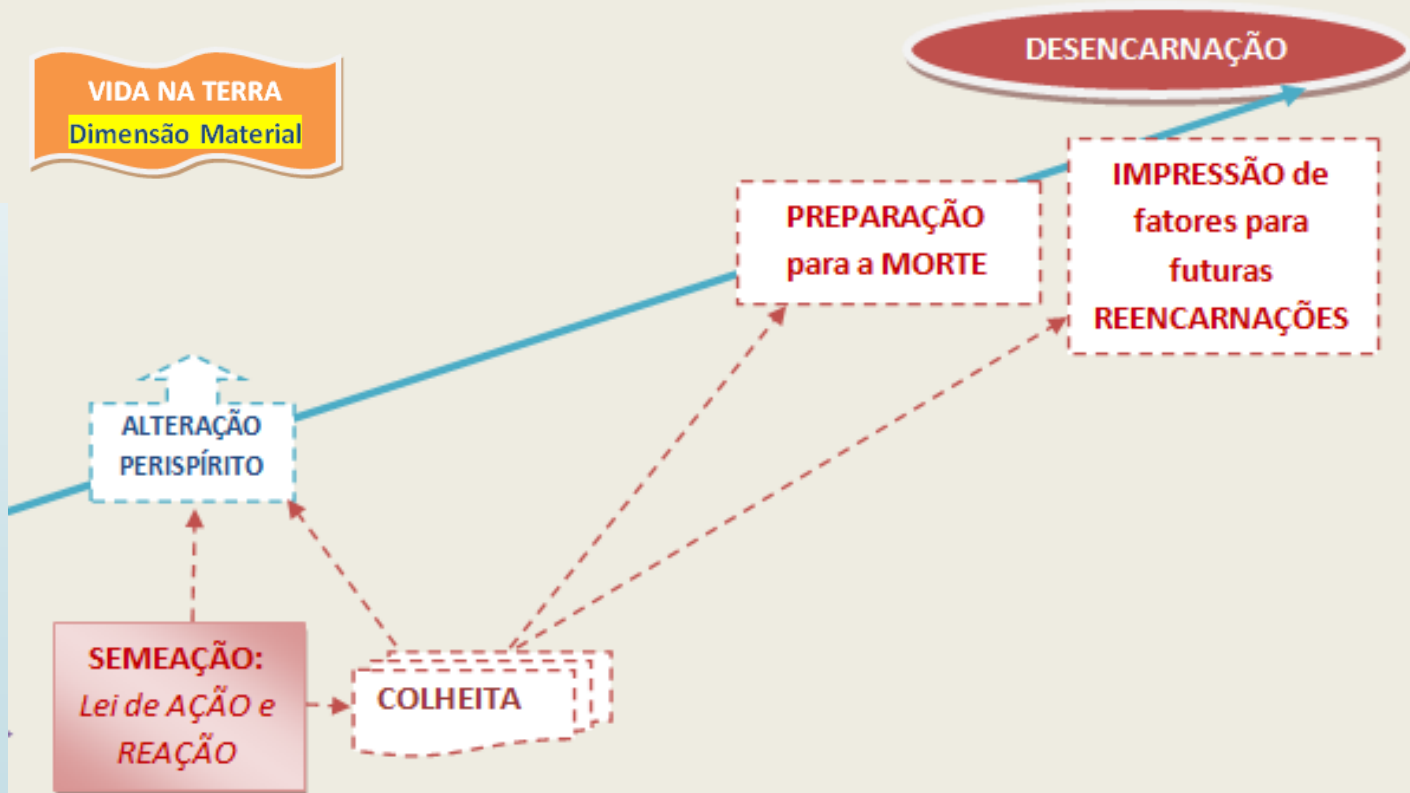 VIDA NA TERRA
Dimensão Material
DESENCARNAÇÃO
PREPARAÇÃO
para a MORTE
IMPRESSÃO de
fatores para
futuras
REENCARNAÇÕES
ALTERAÇÃO
PERISPÍRITO
SEMEAÇÃO:
Lei de AÇÃO e
REAÇÃO
COLHEITA